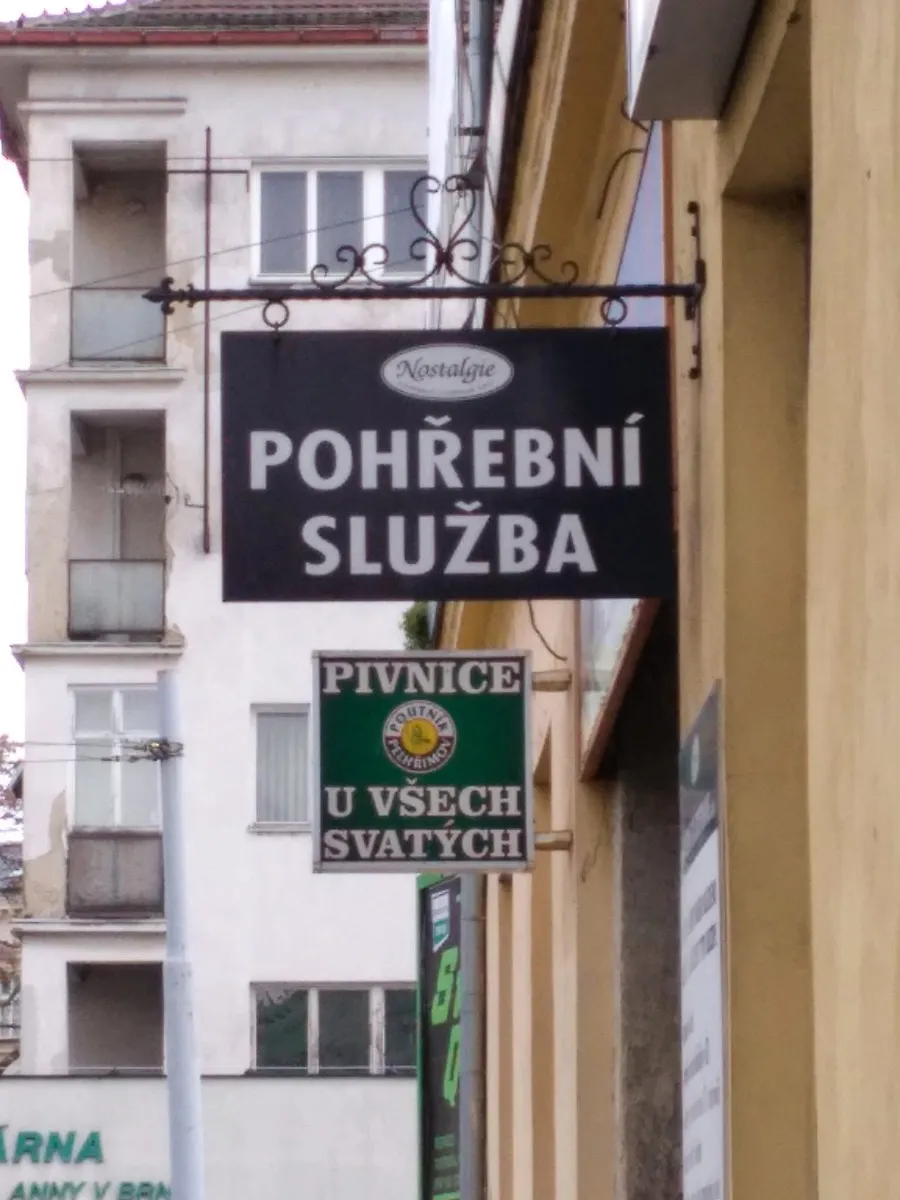 Nostalgie
POHŘEBNÍ
SLUŽBA
PIVNICE
POUTNÍK
PELHŘIMOV
U VŠECH
SVATÝCH
ÁRNA
ANNY V BRN